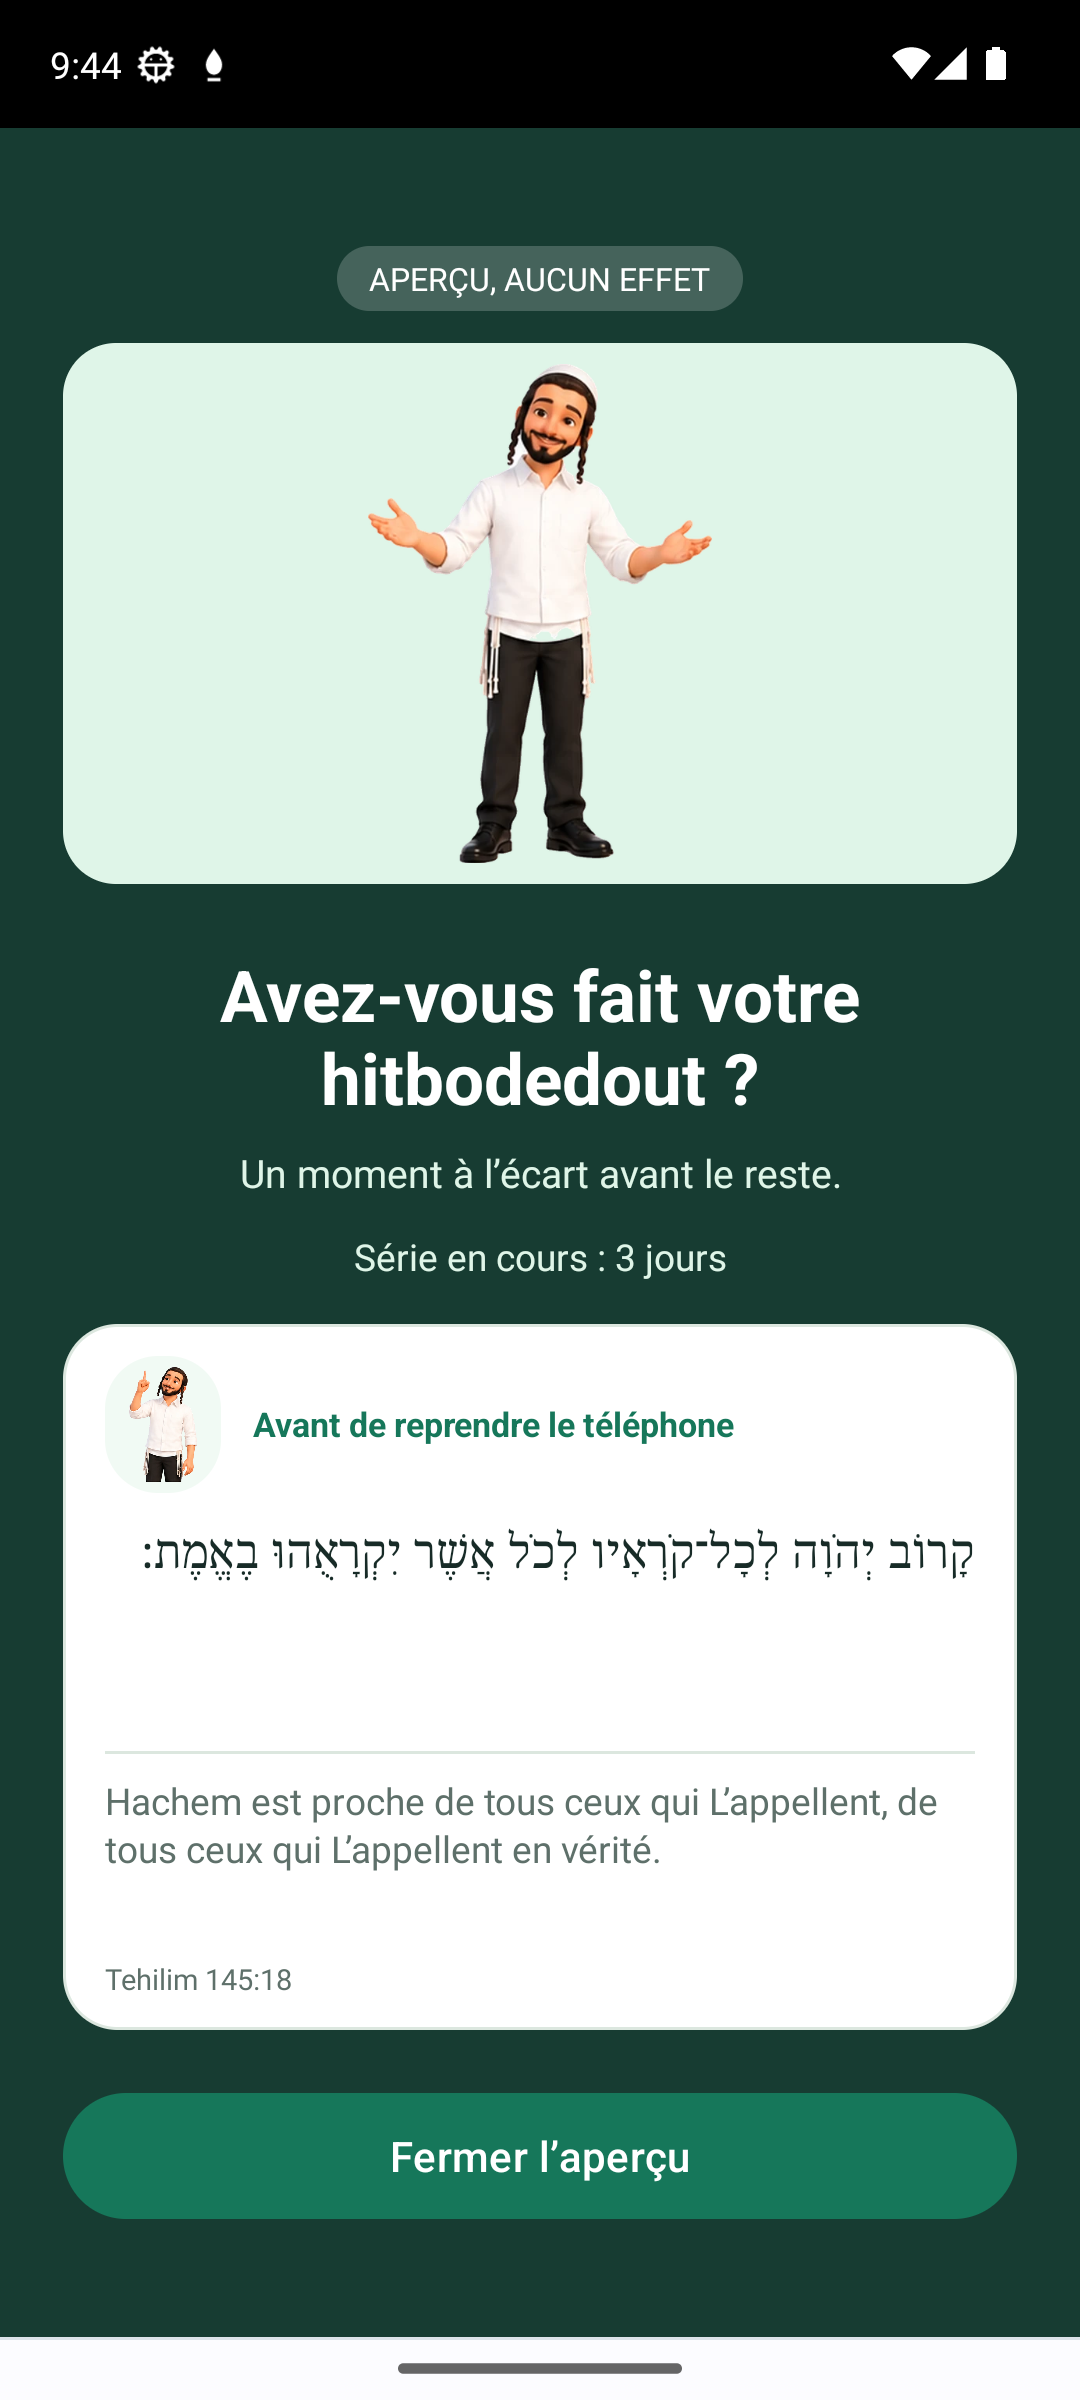 9:44
APERÇU, AUCUN EFFET
Avez-vous fait votre
hitbodedout ?
Un moment à l’écart avant le reste.
Série en cours : 3 jours
Avant de reprendre le téléphone
קָרוֹב יְהֹוָה לְכׇל־קֹרְאָיו לְכֹל אֲשֶׁר יִקְרָאֻהוּ בֶאֱמֶת׃
Hachem est proche de tous ceux qui L’appellent, de
tous ceux qui L’appellent en vérité.
Tehilim 145:18
Fermer l’aperçu